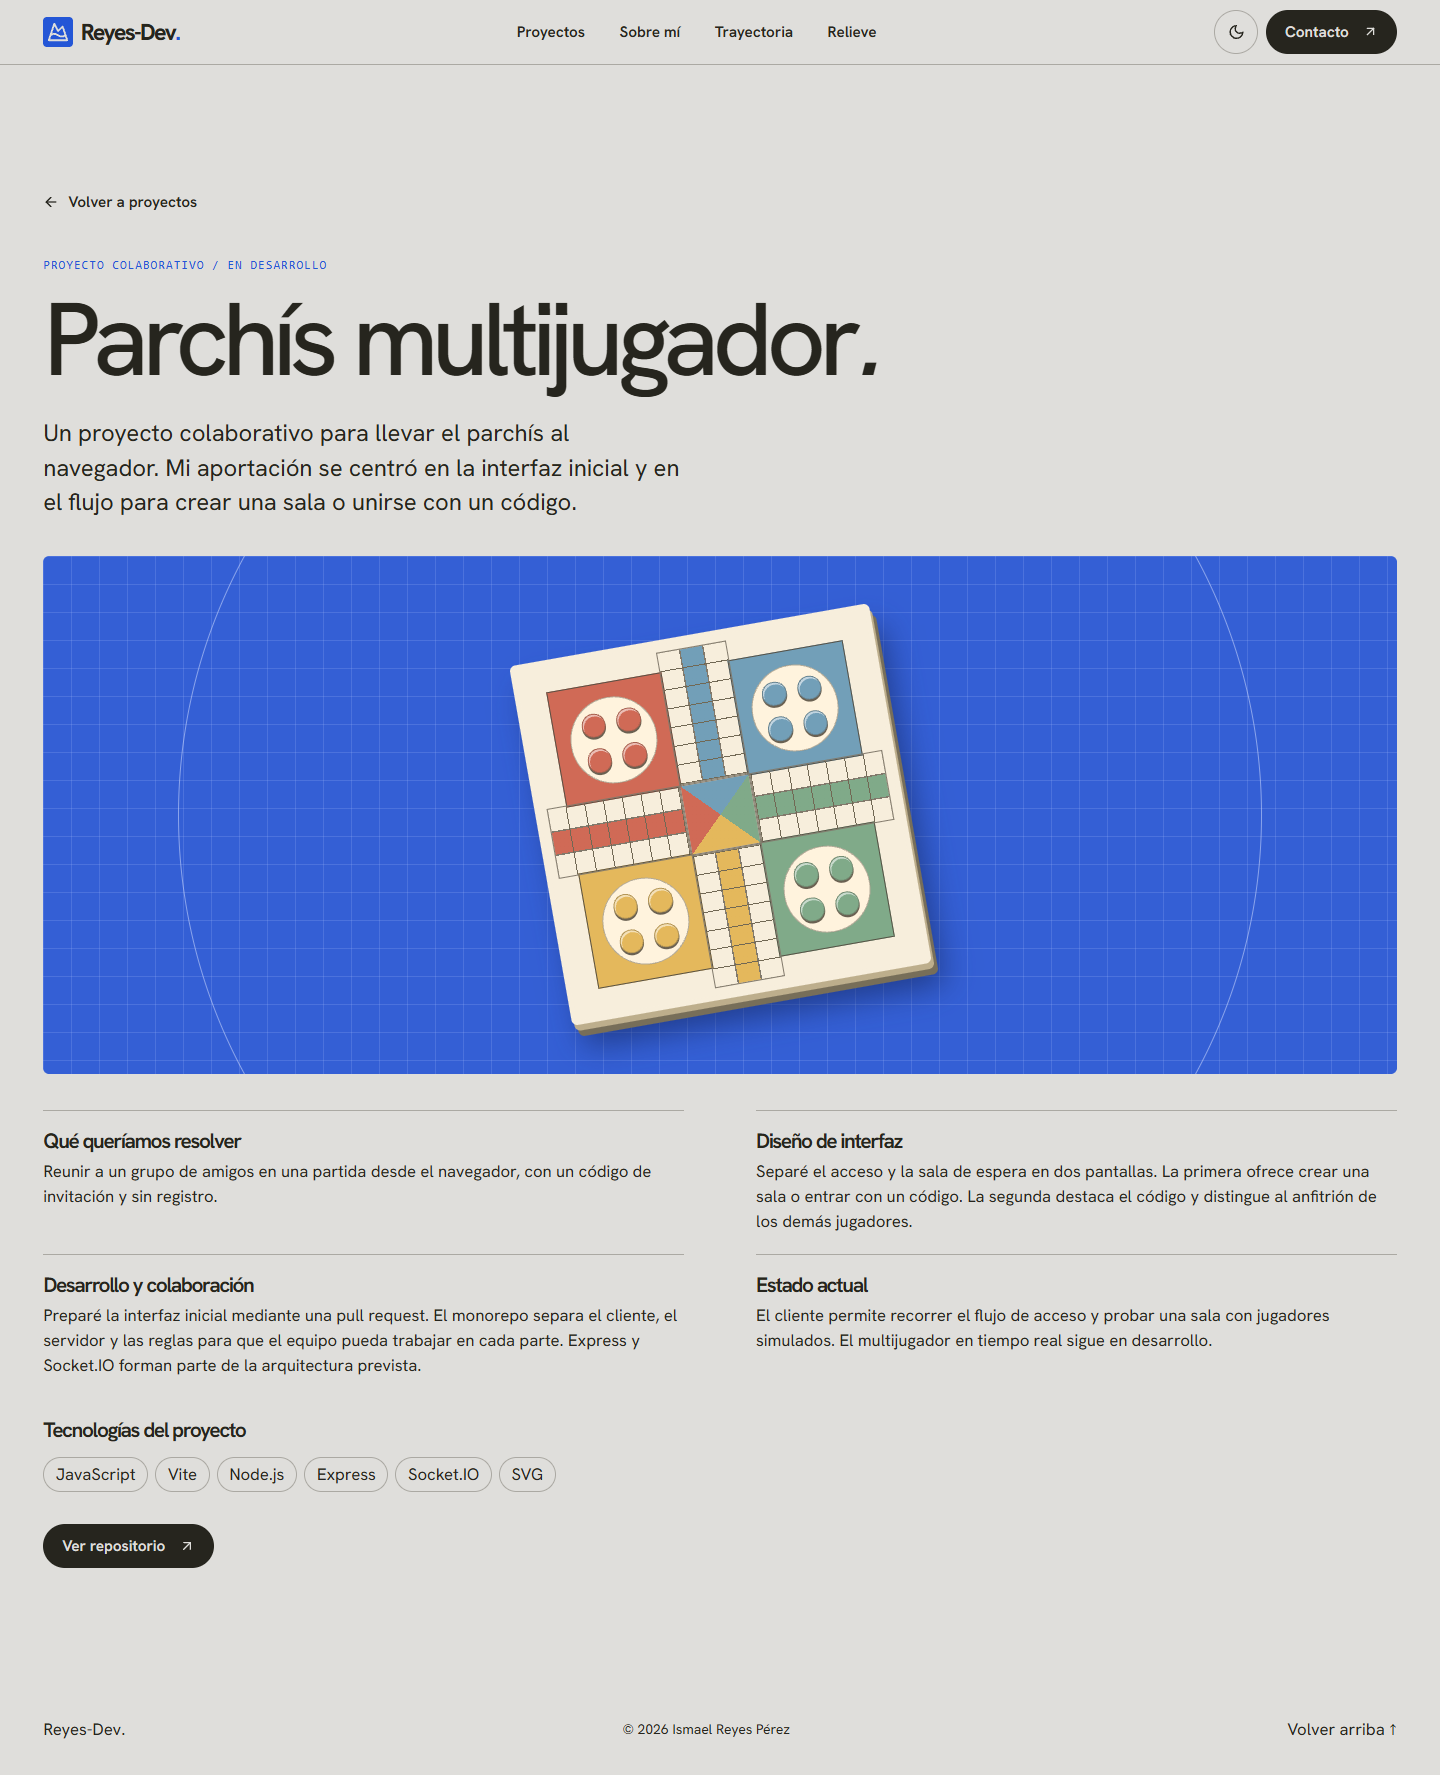 Reyes-Dev.
Proyectos
Sobre mí
Trayectoria
Relieve
Contacto
Volver a proyectos
PROYECTO COLABORATIVO / EN DESARROLLO
Parchís multijugador.
Un proyecto colaborativo para llevar el parchís al
navegador. Mi aportación se centró en la interfaz inicial y en
el flujo para crear una sala o unirse con un código.
Qué queríamos resolver
Reunir a un grupo de amigos en una partida desde el navegador, con un código de
invitación y sin registro.
Diseño de interfaz
Separé el acceso y la sala de espera en dos pantallas. La primera ofrece crear una
sala o entrar con un código. La segunda destaca el código y distingue al anfitrión de
los demás jugadores.
Desarrollo y colaboración
Preparé la interfaz inicial mediante una pull request. El monorepo separa el cliente, el
servidor y las reglas para que el equipo pueda trabajar en cada parte. Express y
Socket.IO forman parte de la arquitectura prevista.
Estado actual
El cliente permite recorrer el flujo de acceso y probar una sala con jugadores
simulados. El multijugador en tiempo real sigue en desarrollo.
Tecnologías del proyecto
JavaScript
Vite
Node.js
Express
Socket.IO
SVG
Ver repositorio
Reyes-Dev.
© 2026 Ismael Reyes Pérez
Volver arriba ↑